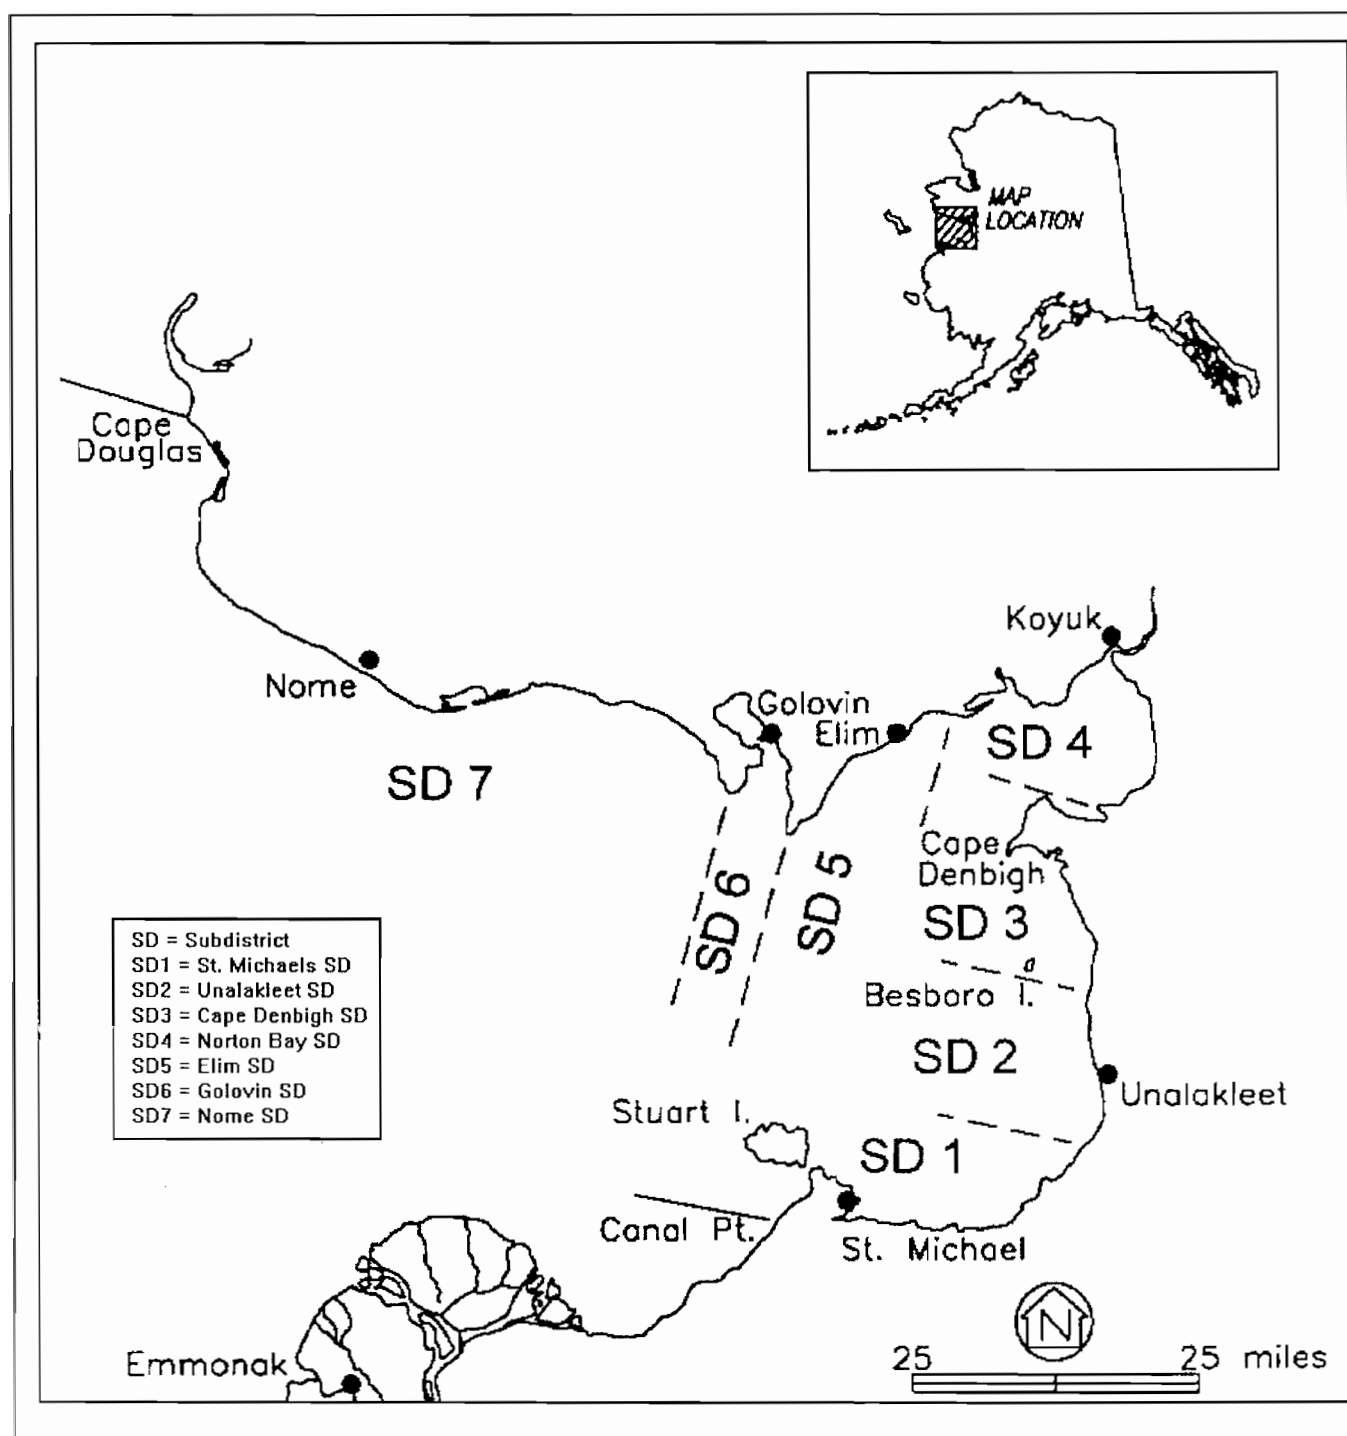 MAP
LOCATION
Cape
Douglas
Koyuk
Nome
Golovin
Elim
SD 4
SD 7
Cape
Denbigh
SD 5
SD 6
SD 3
Besboro I.
SD = Subdistrict
SD1 = St. Michaels SD
SD2 = Unalakleet SD
SD3 = Cape Denbigh SD
SD4 = Norton Bay SD
SD5 = Elim SD
SD6 = Golovin SD
SD7 = Nome SD
SD 2
Unalakleet
Stuart I.
SD 1
Canal Pt.
St. Michael
N
Emmonak
25 25 miles